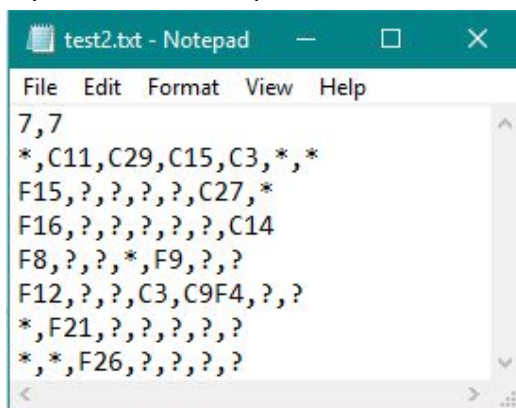 test2.txt - Notepad
File Edit Format View Help
7,7
*,C11,C29,C15,C3,*,*
F15,?,?,?,?,C27,*
F16,?,?,?,?,?,C14
F8,?,?,*,F9,?,?
F12,?,?,C3,C9F4,?,?
*,F21,?,?,?,?,?
*,*,F26,?,?,?,?